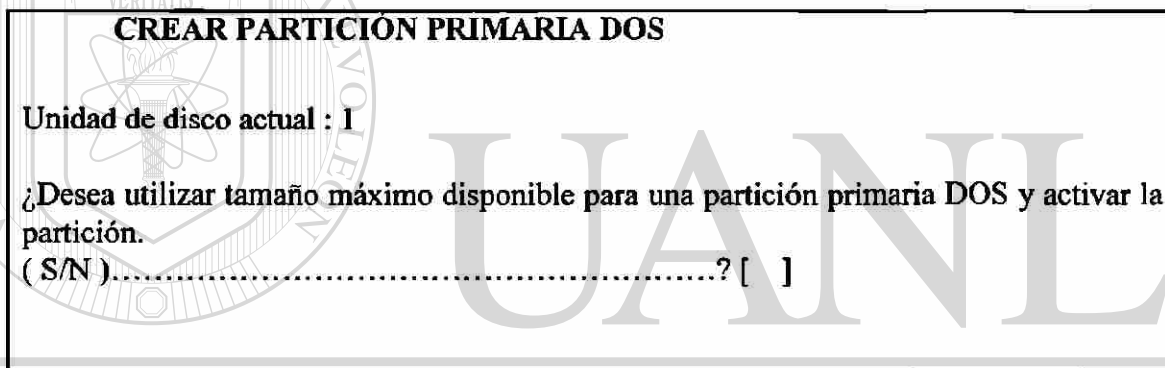 VERITATIS
CREAR PARTICIÓN PRIMARIA DOS
Unidad de disco actual : 1
¿Desea utilizar tamaño máximo disponible para una partición primaria DOS y activar la
partición.
( S/N )........................................................? [ ]
UANL